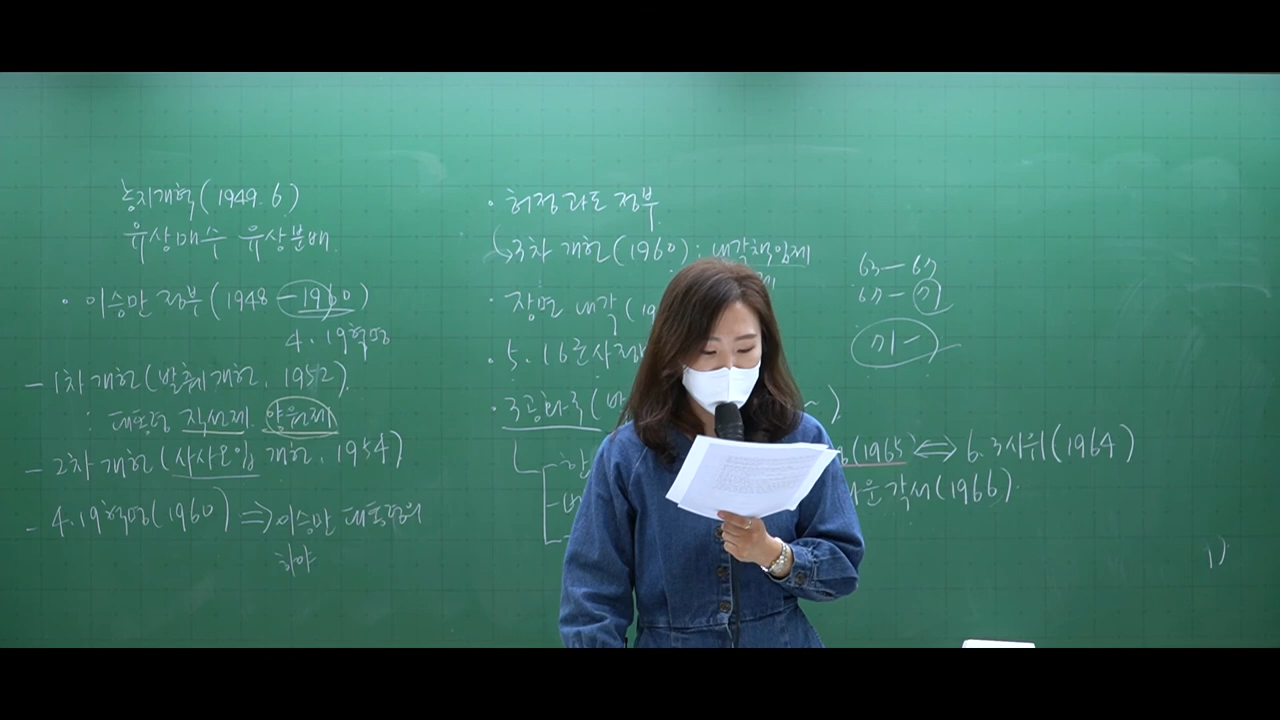 농지개혁(1949.6)
유상매수 유상분배
· 이승만 정부(1948-1960)
4.19혁명
- 1차 개헌(발췌개헌, 1952)
: 대통령 직선제 양원제
- 2차 개헌(사사오입 개헌, 1954)
- 4.19혁명(1960) ⇒ 이승만 대통령의
하야
· 허정 과도 정부
↳ 3차 개헌(1960): 내각책임제
· 장면 내각(19
· 5.16군사정변
· 3공화국(박
~)
(1965 ⇔ 6.3시위(1964)
운 각서(1966)
63-67
67-71
71-
1)